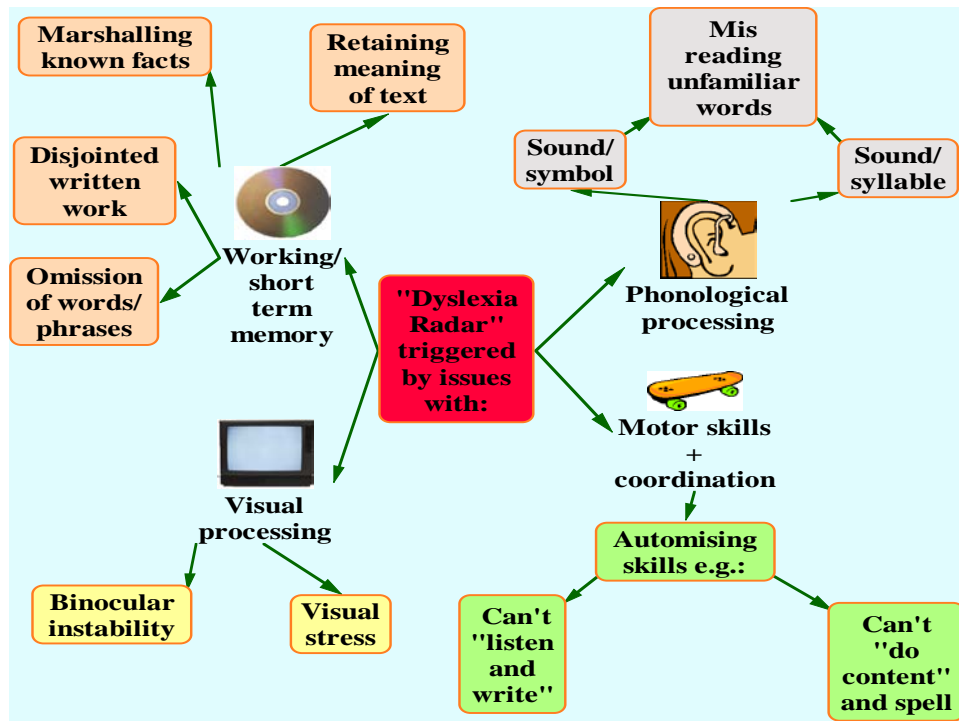 Marshalling
known facts
Retaining
meaning
of text
Mis
reading
unfamiliar
words
Disjointed
written
work
Sound/
symbol
Sound/
syllable
Omission
of words/
phrases
Working/
short
term
memory
"Dyslexia
Radar"
triggered
by issues
with:
Phonological
processing
Motor skills
+
coordination
Visual
processing
Automising
skills e.g.:
Binocular
instability
Visual
stress
Can't
"listen
and
write"
Can't
"do
content"
and spell